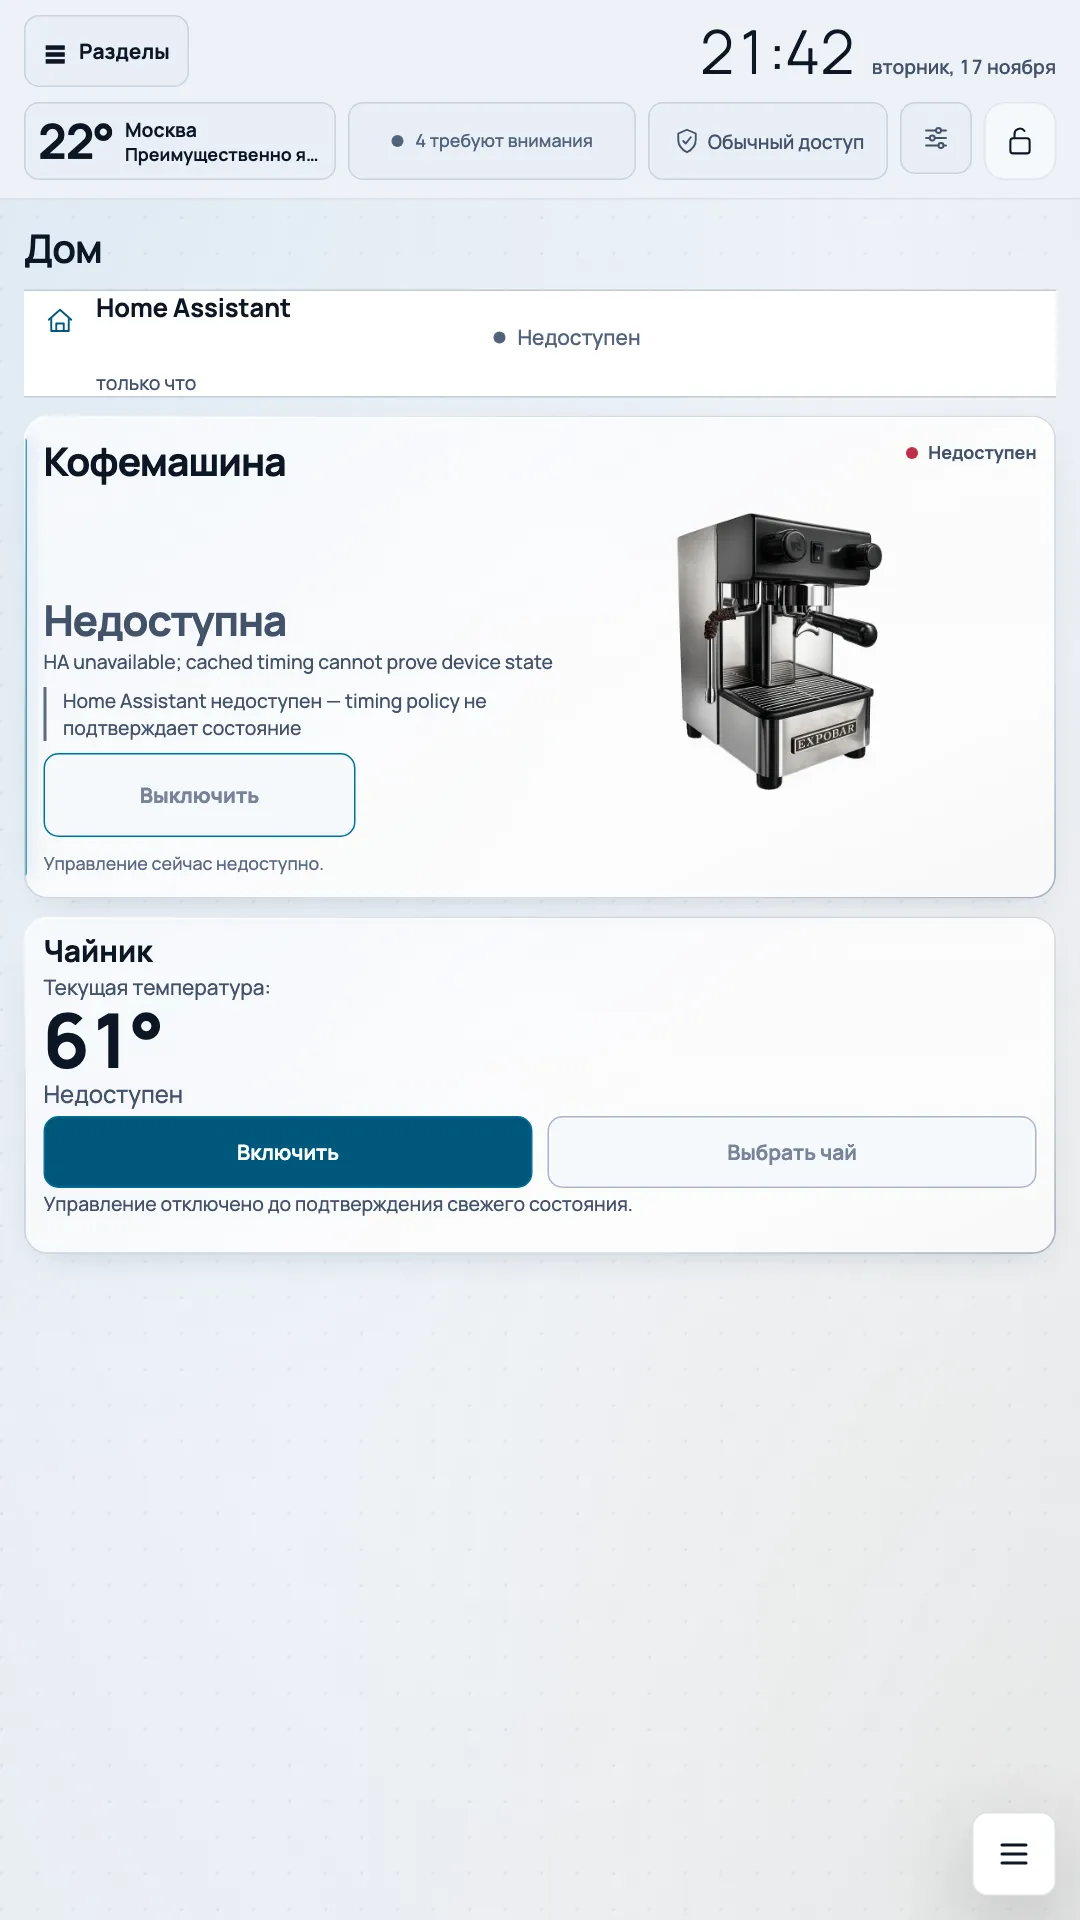 Разделы
21:42 вторник, 17 ноября
22° Москва
Преимущественно я...
4 требуют внимания
Обычный доступ
Дом
Home Assistant
Недоступен
только что
Кофемашина
Недоступен
Недоступна
HA unavailable; cached timing cannot prove device state
Home Assistant недоступен — timing policy не
подтверждает состояние
EXPOBAR
Выключить
Управление сейчас недоступно.
Чайник
Текущая температура:
61°
Недоступен
Включить
Выбрать чай
Управление отключено до подтверждения свежего состояния.